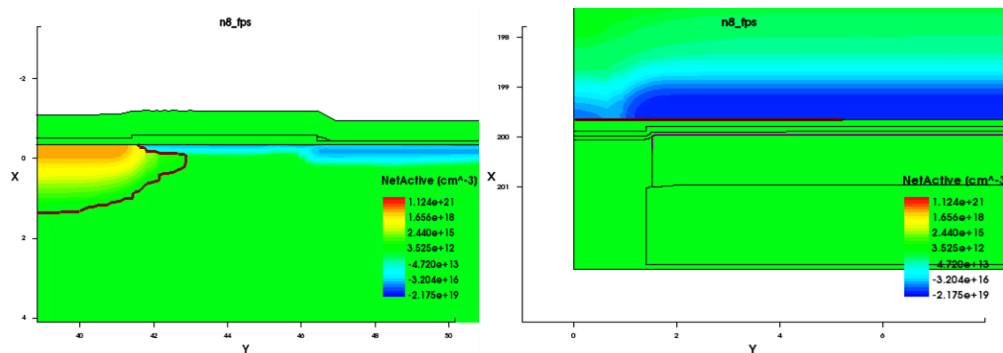 n8_fps
-2
0
2
4
X
NetActive (cm^-3)
1.124e+21
1.656e+18
2.440e+15
3.525e+12
-4.720e+13
-3.204e+16
-2.175e+19
40
42
44
46
48
50
Y
n8_fps
198
199
200
201
X
NetActive (cm^-3
1.124e+21
1.656e+18
2.440e+15
3.525e+12
-4.720e+13
-3.204e+16
-2.175e+19
0
2
4
6
Y